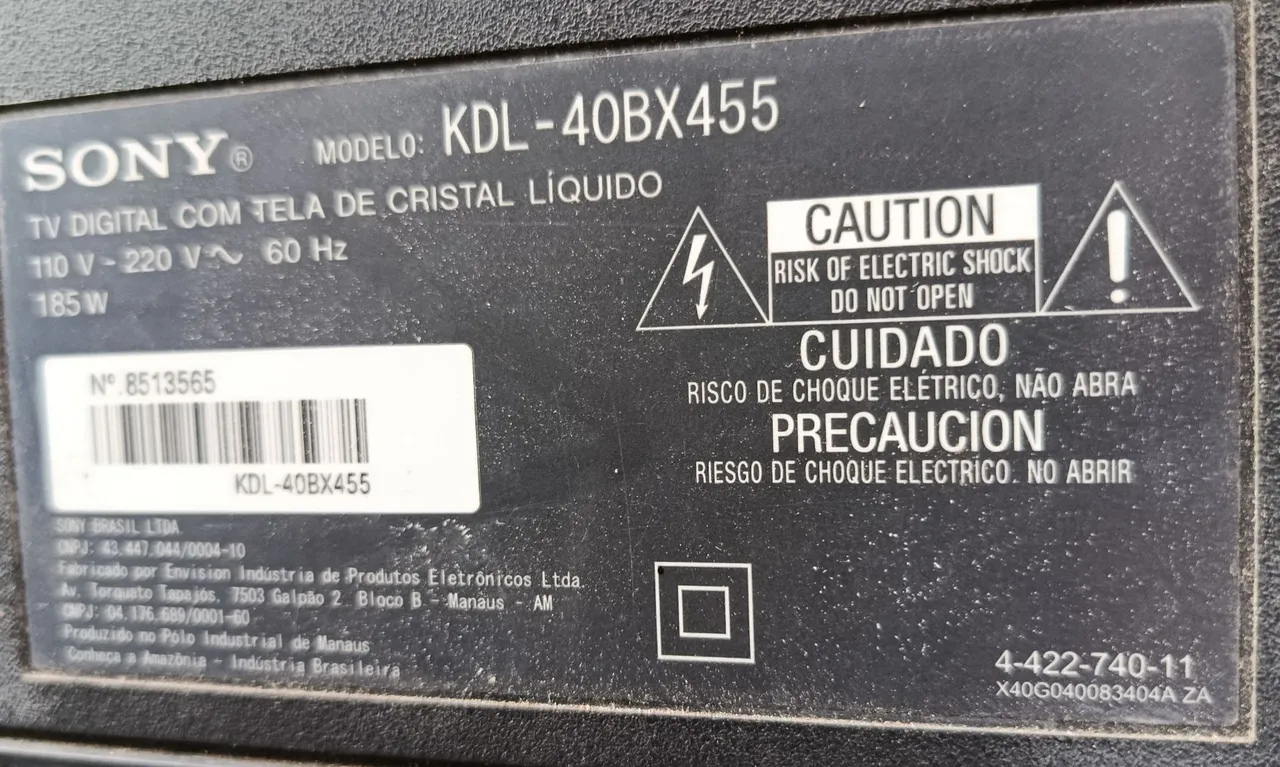 SONY® MODELO: KDL-40BX455
TV DIGITAL COM TELA DE CRISTAL LÍQUIDO
110 V - 220 V~ 60 Hz
185 W
CAUTION
RISK OF ELECTRIC SHOCK
DO NOT OPEN
CUIDADO
RISCO DE CHOQUE ELÉTRICO, NÃO ABRA
PRECAUCION
RIESGO DE CHOQUE ELECTRICO. NO ABRIR
Nº.8513565
KDL-40BX455
SONY BRASIL LTDA
CNPJ: 43.447.044/0004-10
Fabricado por Envision Indústria de Produtos Eletrônicos Ltda.
Av. Torquato Tapajós, 7503 Galpão 2 Bloco B - Manaus - AM
CNPJ: 04.176.689/0001-60
Produzido no Pólo Industrial de Manaus
Conheça a Amazônia - Indústria Brasileira
4-422-740-11
X40G040083404A ZA